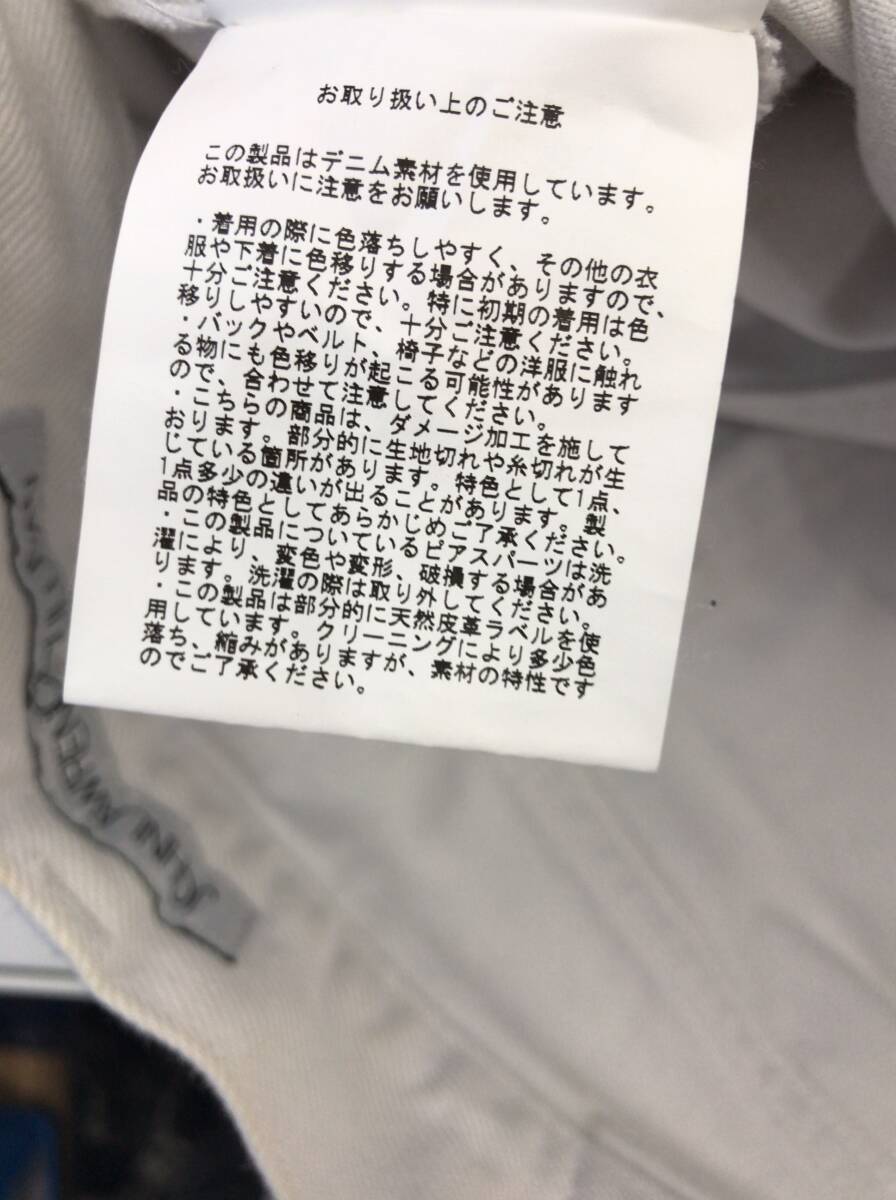 お取り扱い上のご注意
この製品はデニム素材を使用しています。
お取扱いに注意をお願いします。
・着用の際に色落ちしやすく、その他の衣
服や下着に色移りする場合がありますので、
十分ご注意ください。特に初期の着用は色
移りしやすいので、十分ご注意ください。
・バックやベルト、椅子などの洋服に触れ
る物にも色移りが起こる可能性があります
ので、合わせて注意してください。
・こちらの商品は、ダメージ加工を施して
おります。部分的に生地切れや糸切れが生
じている箇所があります。特色として1点、
1点多少の違いが出ることがあります。製
品の特色としてあらかじめご了承ください。
・この製品についているピアスパーツは洗
濯により、変色や変形、破損する場合があ
ります。洗濯の際は取り外してください。
・この製品は部分的に天然皮革ラベルを使
用しています。クリーニングにより多少色
落ち、縮みがありますが、素材の特性です
のでご了承ください。